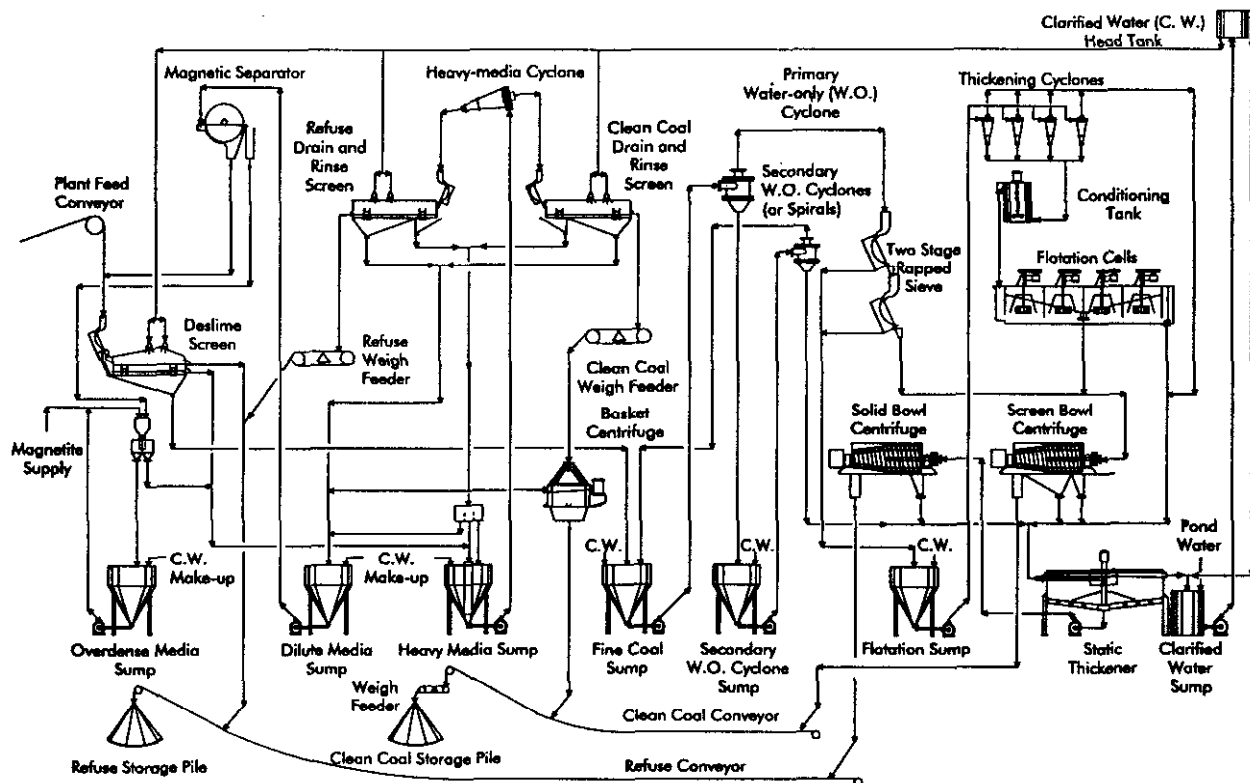 Clarified Water (C. W.)
Head Tank
Magnetic Separator
Heavy-media Cyclone
Primary
Water-only (W.O.)
Cyclone
Thickening Cyclones
Refuse
Drain and
Rinse
Screen
Clean Coal
Drain and
Rinse
Screen
Secondary
W.O. Cyclones
(or Spirals)
Plant Feed
Conveyor
Conditioning
Tank
Two Stage
Rapped
Sieve
Flotation Cells
Deslime
Screen
Refuse
Weigh
Feeder
Clean Coal
Weigh Feeder
Basket
Centrifuge
Solid Bowl
Centrifuge
Screen Bowl
Centrifuge
Magnetite
Supply
Pond
Water
C.W.
Make-up
C.W.
Make-up
C.W.
C.W.
C.W.
Overdense Media
Sump
Dilute Media
Sump
Heavy Media Sump
Fine Coal
Sump
Secondary
W.O. Cyclone
Sump
Flotation Sump
Static
Thickener
Clarified
Water
Sump
Weigh
Feeder
Clean Coal Conveyor
Refuse Storage Pile
Clean Coal Storage Pile
Refuse Conveyor